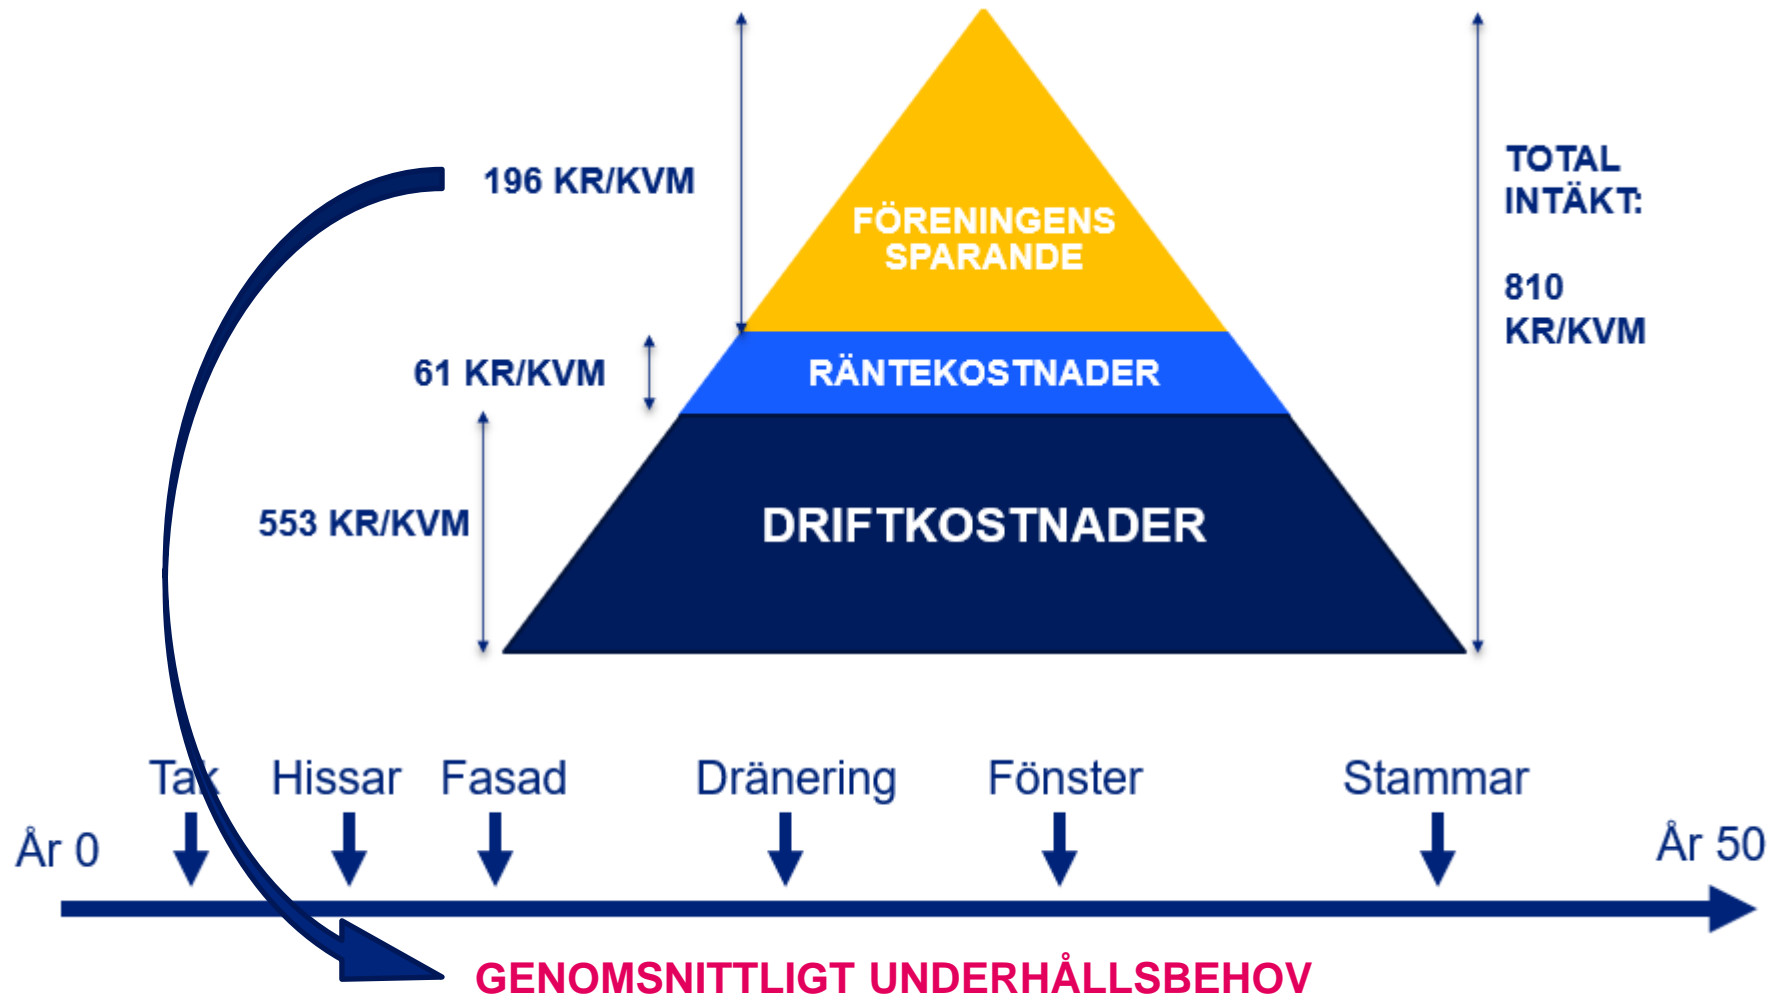 196 KR/KVM
FÖRENINGENS
SPARANDE
TOTAL
INTÄKT:
810
KR/KVM
61 KR/KVM
RÄNTEKOSTNADER
553 KR/KVM
DRIFTKOSTNADER
Tak
Hissar
Fasad
Dränering
Fönster
Stammar
År 0
År 50
GENOMSNITTLIGT UNDERHÅLLSBEHOV